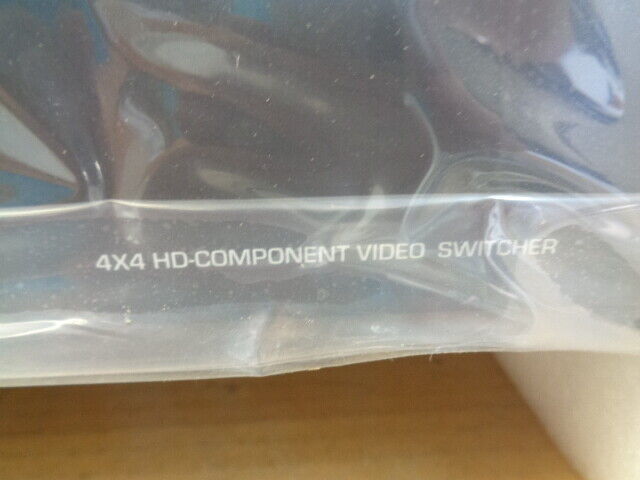 4X4 HD-COMPONENT VIDEO SWITCHER